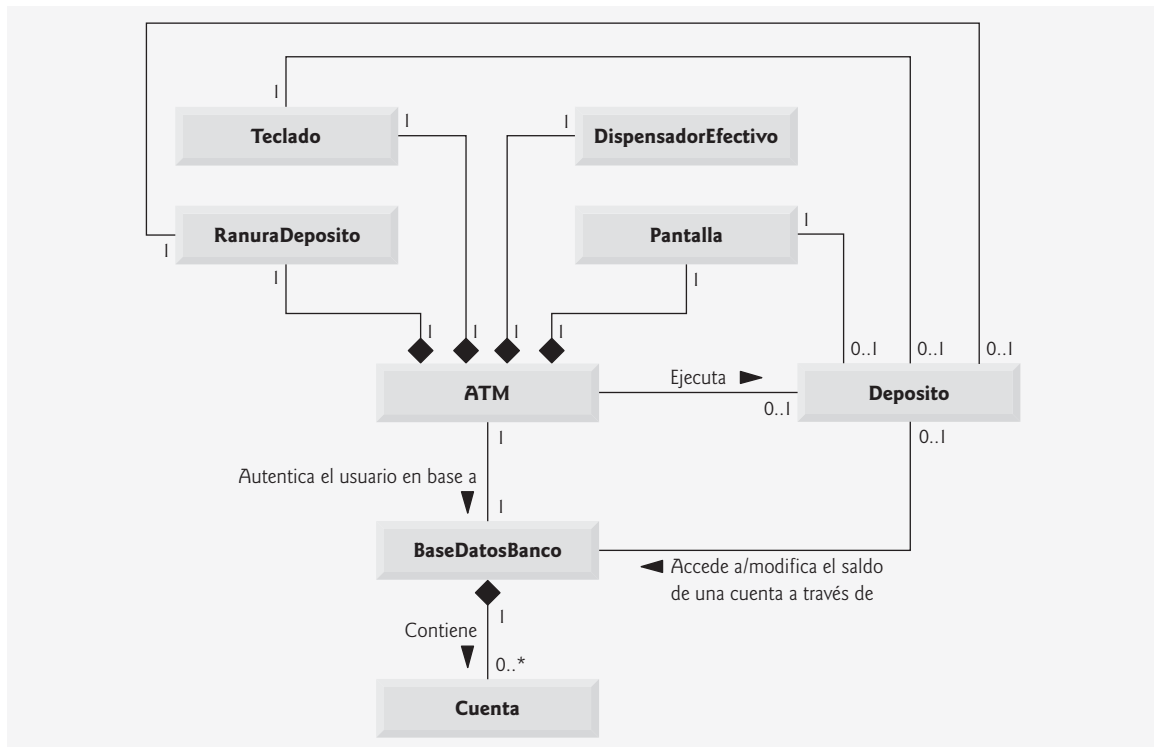 1
Teclado
1
1
DispensadorEfectivo
RanuraDeposito
1
1
Pantalla
1
1
1
1
1
1
0..1
0..1
0..1
ATM
Ejecuta
0..1
Deposito
0..1
1
Autentica el usuario en base a
1
BaseDatosBanco
Accede a/modifica el saldo
de una cuenta a través de
1
Contiene
0..*
Cuenta